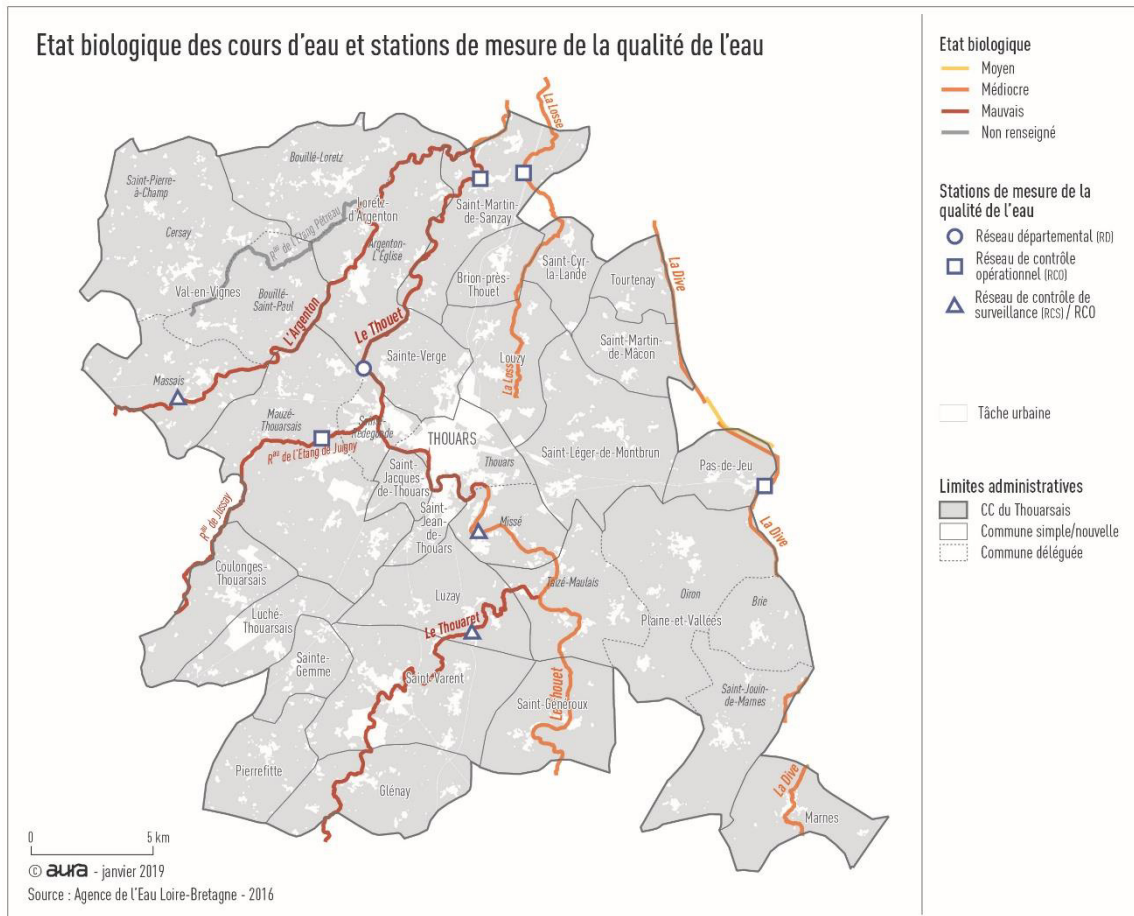 Etat biologique des cours d'eau et stations de mesure de la qualité de l'eau
La Losse
Bouillé-Loretz
Saint-Pierre-
à-Champ
Cersay
Rau de l'Etang Pétreau
Loretz-
d'Argenton
Saint-Martin-
de-Sanzay
Argenton-
L'Église
Val-en-Vignes
Bouillé-
Saint-Paul
Brion-près-
Thouet
Saint-Cyr-
la-Lande
Tourtenay
La Dive
L'Argenton
Le Thouet
Sainte-Verge
Louzy
La Losse
Saint-Martin-
de-Mâcon
Massais
Mauzé-
Thouarsais
Sainte-
Radegonde
THOUARS
Rau de l'Etang de Juigny
Saint-
Jacques-
de-Thouars
Thouars
Saint-Léger-de-Montbrun
Pas-de-Jeu
Saint-
Jean-
de-
Thouars
Missé
Rau de Jussay
La Dive
Coulonges-
Thouarsais
Luzay
Taizé-Maulais
Oiron
Brie
Plaine-et-Vallées
Luché-
Thouarsais
Le Thouaret
Sainte-
Gemme
Saint-Varent
Saint-Généroux
Le Thouet
Saint-Jouin-
de-Marnes
Pierrefitte
Glénay
La Dive
Marnes
0 5 km
© aura - janvier 2019
Source : Agence de l'Eau Loire-Bretagne - 2016
Etat biologique
Moyen
Médiocre
Mauvais
Non renseigné
Stations de mesure de la
qualité de l'eau
Réseau départemental (RD)
Réseau de contrôle
opérationnel (RCO)
Réseau de contrôle de
surveillance (RCS) / RCO
Tâche urbaine
Limites administratives
CC du Thouarsais
Commune simple/nouvelle
Commune déléguée